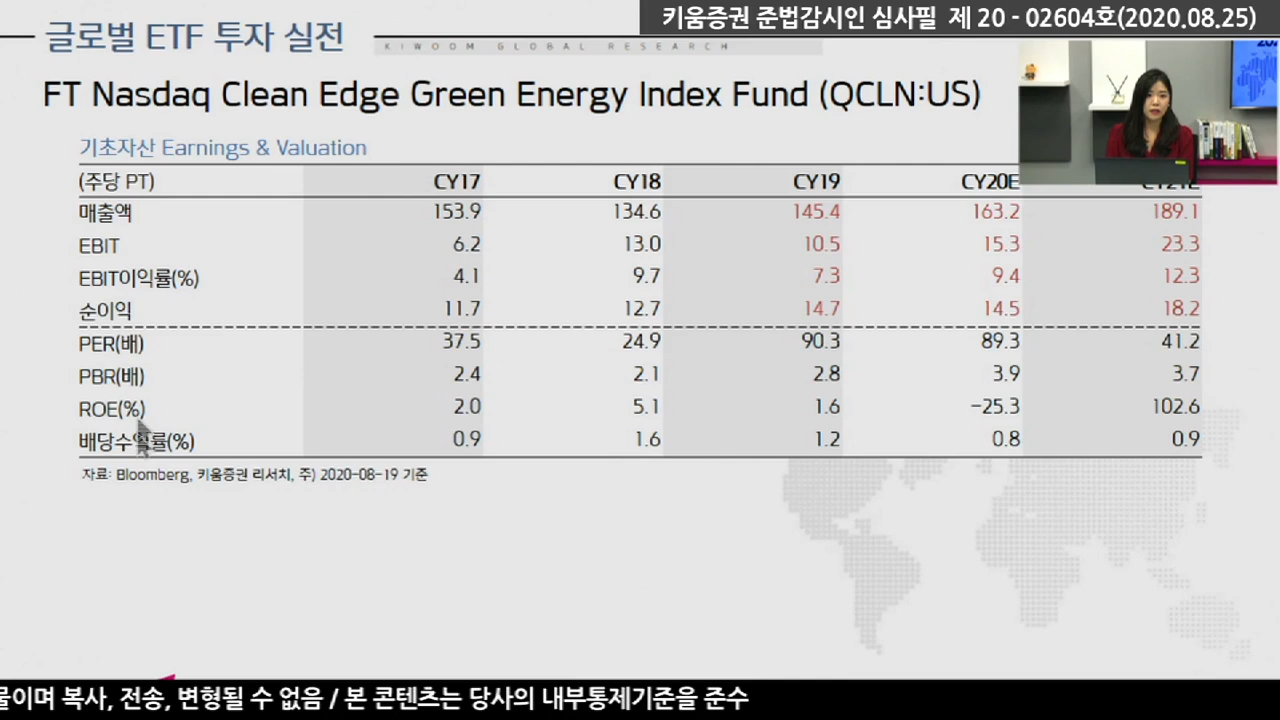 키움증권 준법감시인 심사필 제 20 - 02604호(2020.08.25)
글로벌 ETF 투자 실전
KIWOOM GLOBAL RESEARCH
FT Nasdaq Clean Edge Green Energy Index Fund (QCLN:US)
기초자산 Earnings & Valuation
(주당 PT) CY17 CY18 CY19 CY20E CY21E
매출액 153.9 134.6 145.4 163.2 189.1
EBIT 6.2 13.0 10.5 15.3 23.3
EBIT이익률(%) 4.1 9.7 7.3 9.4 12.3
순이익 11.7 12.7 14.7 14.5 18.2
PER(배) 37.5 24.9 90.3 89.3 41.2
PBR(배) 2.4 2.1 2.8 3.9 3.7
ROE(%) 2.0 5.1 1.6 -25.3 102.6
배당수익률(%) 0.9 1.6 1.2 0.8 0.9
자료: Bloomberg, 키움증권 리서치, 주) 2020-08-19 기준
물이며 복사, 전송, 변형될 수 없음 / 본 콘텐츠는 당사의 내부통제기준을 준수